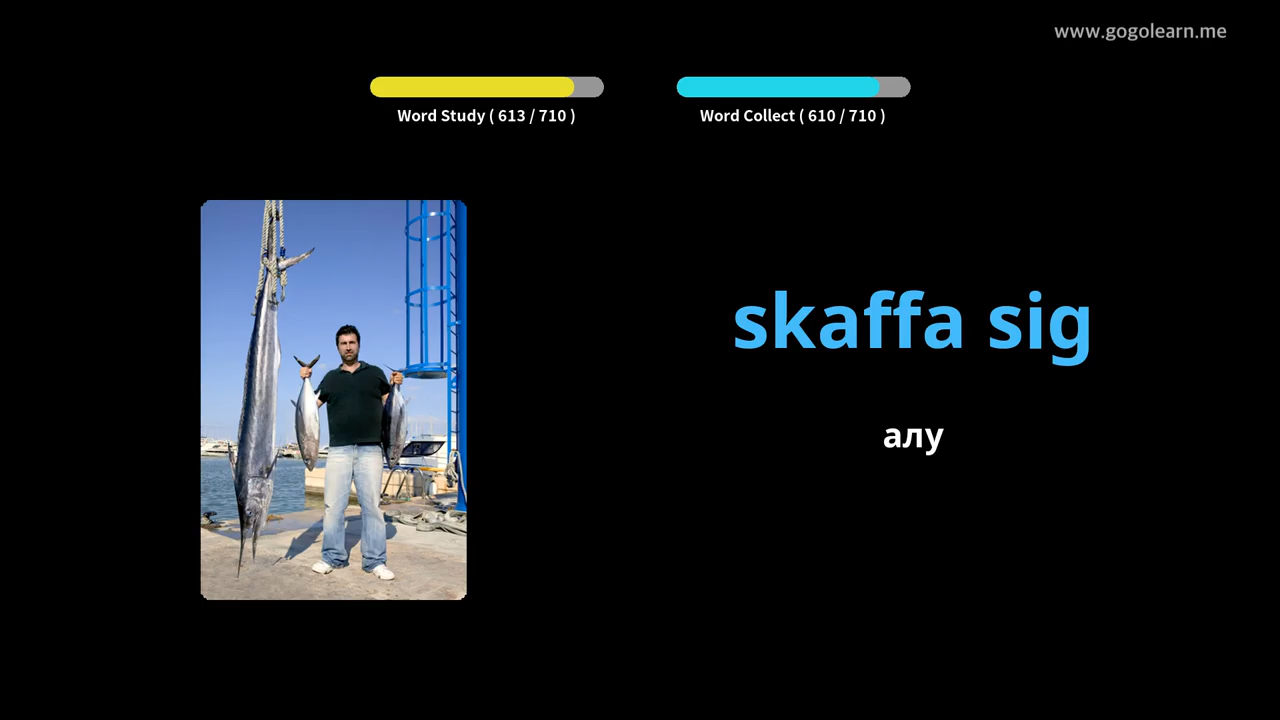 www.gogolearn.me
Word Study ( 613 / 710 )
Word Collect ( 610 / 710 )
skaffa sig
алу